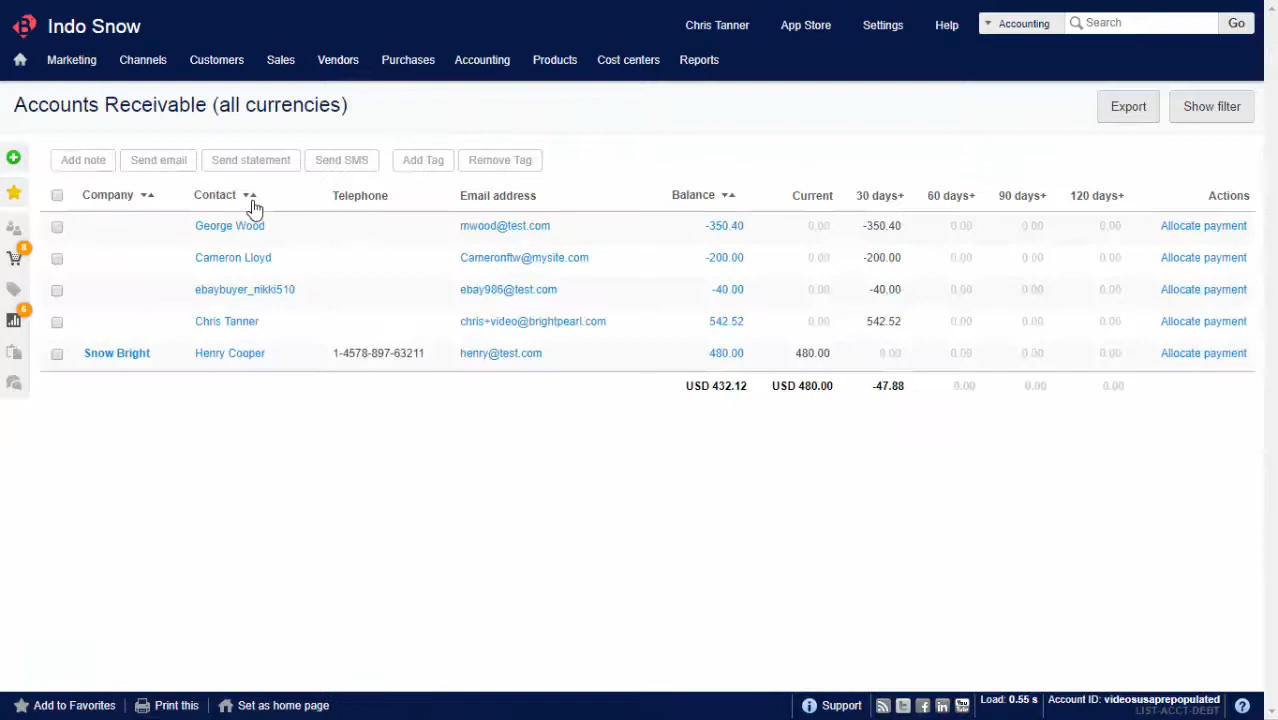 Indo Snow
Chris Tanner App Store Settings Help Accounting Search Go
Marketing Channels Customers Sales Vendors Purchases Accounting Products Cost centers Reports
Accounts Receivable (all currencies) Export Show filter
Add note Send email Send statement Send SMS Add Tag Remove Tag
Company Contact Telephone Email address Balance Current 30 days+ 60 days+ 90 days+ 120 days+ Actions
George Wood mwood@test.com -350.40 0.00 -350.40 0.00 0.00 0.00 Allocate payment
8
Cameron Lloyd Cameronftw@mysite.com -200.00 0.00 -200.00 0.00 0.00 0.00 Allocate payment
ebaybuyer_nikki510 ebay986@test.com -40.00 0.00 -40.00 0.00 0.00 0.00 Allocate payment
6
Chris Tanner chris+video@brightpearl.com 542.52 0.00 542.52 0.00 0.00 0.00 Allocate payment
Snow Bright Henry Cooper 1-4578-897-63211 henry@test.com 480.00 480.00 0.00 0.00 0.00 0.00 Allocate payment
USD 432.12 USD 480.00 -47.88 0.00 0.00 0.00
Add to Favorites Print this Set as home page Support Load: 0.55 s Account ID: videosusaprepopulated
LIST-ACCT-DEBT